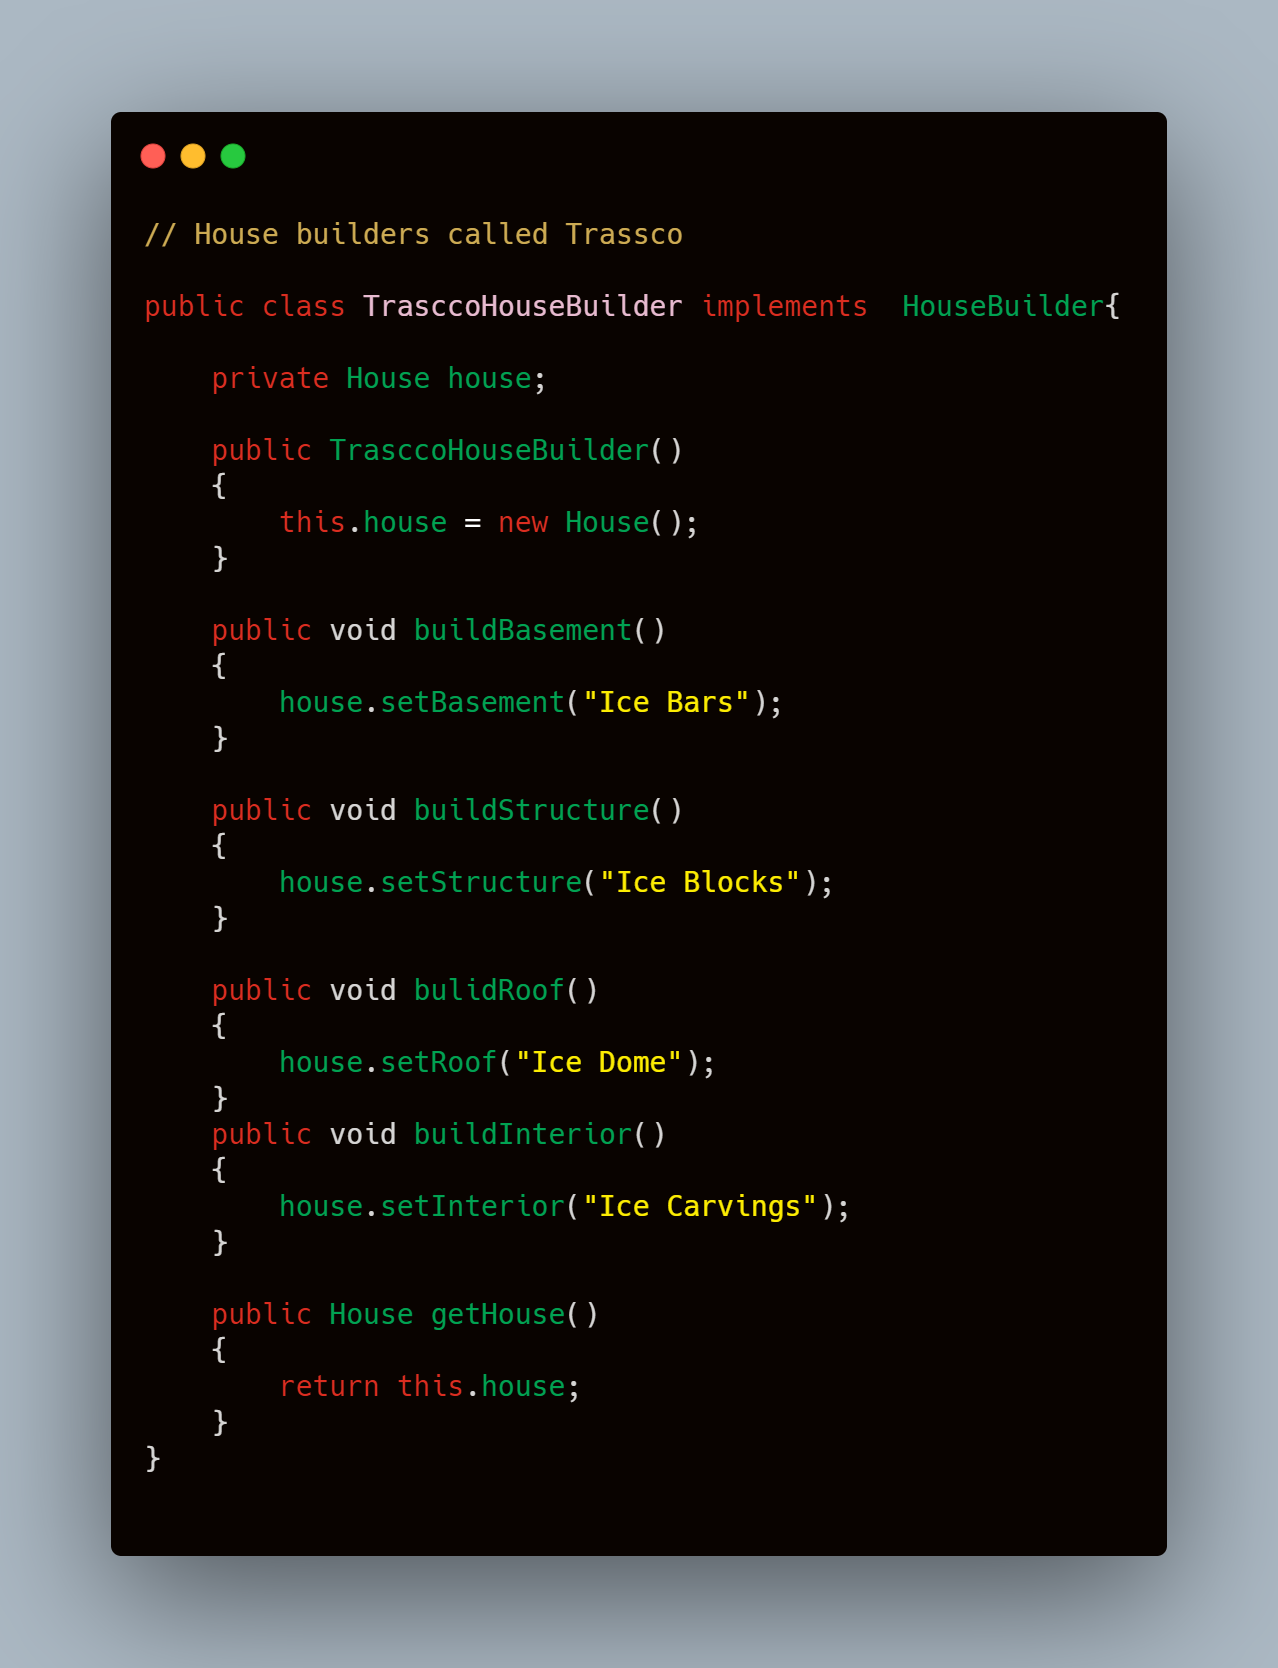 // House builders called Trassco
public class TrasccoHouseBuilder implements  HouseBuilder{
    private House house;
    public TrasccoHouseBuilder()
    {
        this.house = new House();
    }
    public void buildBasement()
    {
        house.setBasement("Ice Bars");
    }
    public void buildStructure()
    {
        house.setStructure("Ice Blocks");
    }
    public void bulidRoof()
    {
        house.setRoof("Ice Dome");
    }
    public void buildInterior()
    {
        house.setInterior("Ice Carvings");
    }
    public House getHouse()
    {
        return this.house;
    }
}